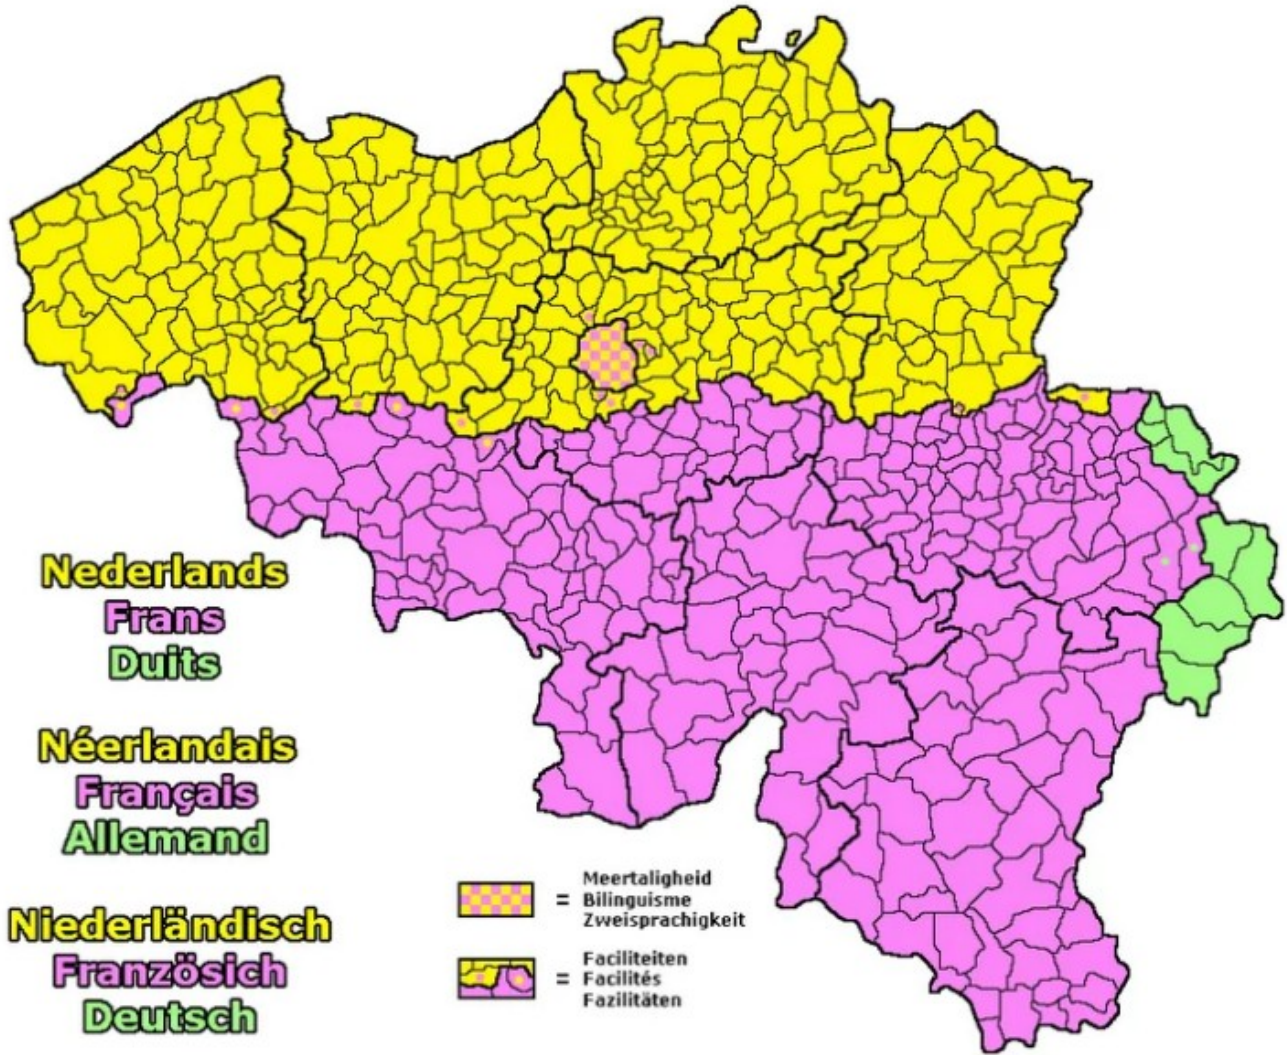 Nederlands
Frans
Duits
Néerlandais
Français
Allemand
Niederländisch
Französich
Deutsch
= Meertaligheid
Bilinguisme
Zweisprachigkeit
= Faciliteiten
Facilités
Fazilitäten